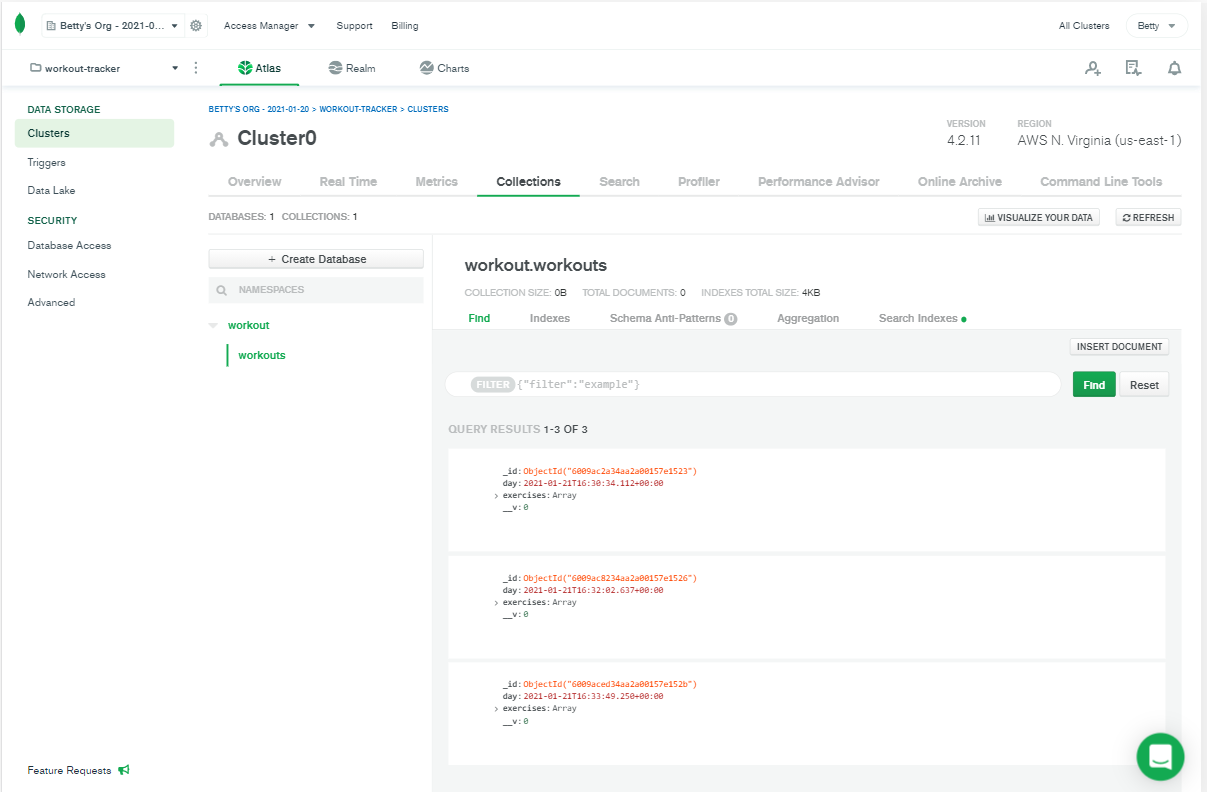 Betty's Org - 2021-0... Access Manager Support Billing All Clusters Betty
workout-tracker Atlas Realm Charts
DATA STORAGE
Clusters
Triggers
Data Lake
SECURITY
Database Access
Network Access
Advanced
Feature Requests
BETTY'S ORG - 2021-01-20 > WORKOUT-TRACKER > CLUSTERS
Cluster0
VERSION REGION
4.2.11 AWS N. Virginia (us-east-1)
Overview Real Time Metrics Collections Search Profiler Performance Advisor Online Archive Command Line Tools
DATABASES: 1 COLLECTIONS: 1 VISUALIZE YOUR DATA REFRESH
+ Create Database
NAMESPACES
workout
workouts
workout.workouts
COLLECTION SIZE: 0B TOTAL DOCUMENTS: 0 INDEXES TOTAL SIZE: 4KB
Find Indexes Schema Anti-Patterns 0 Aggregation Search Indexes
INSERT DOCUMENT
FILTER {"filter":"example"} Find Reset
QUERY RESULTS 1-3 OF 3
_id:ObjectId("6009ac2a34aa2a00157e1523")
day:2021-01-21T16:30:34.112+00:00
> exercises:Array
__v:0
_id:ObjectId("6009ac8234aa2a00157e1526")
day:2021-01-21T16:32:02.637+00:00
> exercises:Array
__v:0
_id:ObjectId("6009aced34aa2a00157e152b")
day:2021-01-21T16:33:49.250+00:00
> exercises:Array
__v:0